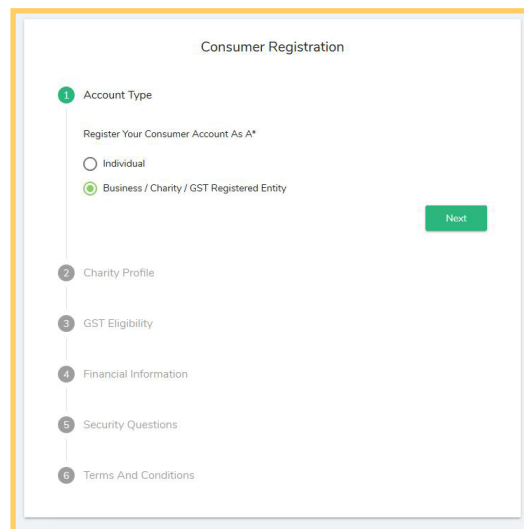 Consumer Registration
1 Account Type
Register Your Consumer Account As A*
Individual
Business / Charity / GST Registered Entity
Next
2 Charity Profile
3 GST Eligibility
4 Financial Information
5 Security Questions
6 Terms And Conditions